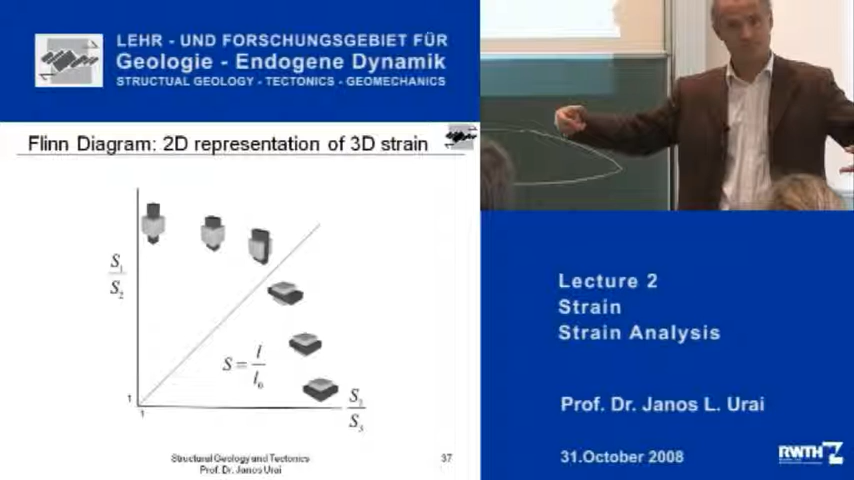 LEHR - UND FORSCHUNGSGEBIET FÜR
Geologie - Endogene Dynamik
STRUCTURAL GEOLOGY - TECTONICS - GEOMECHANICS
Flinn Diagram: 2D representation of 3D strain
S₁
S₂
S = l / l₀
1
1
S₂
S₃
Structural Geology and Tectonics
Prof. Dr. Janos Urai
37
Lecture 2
Strain
Strain Analysis
Prof. Dr. Janos L. Urai
31.October 2008
RWTH